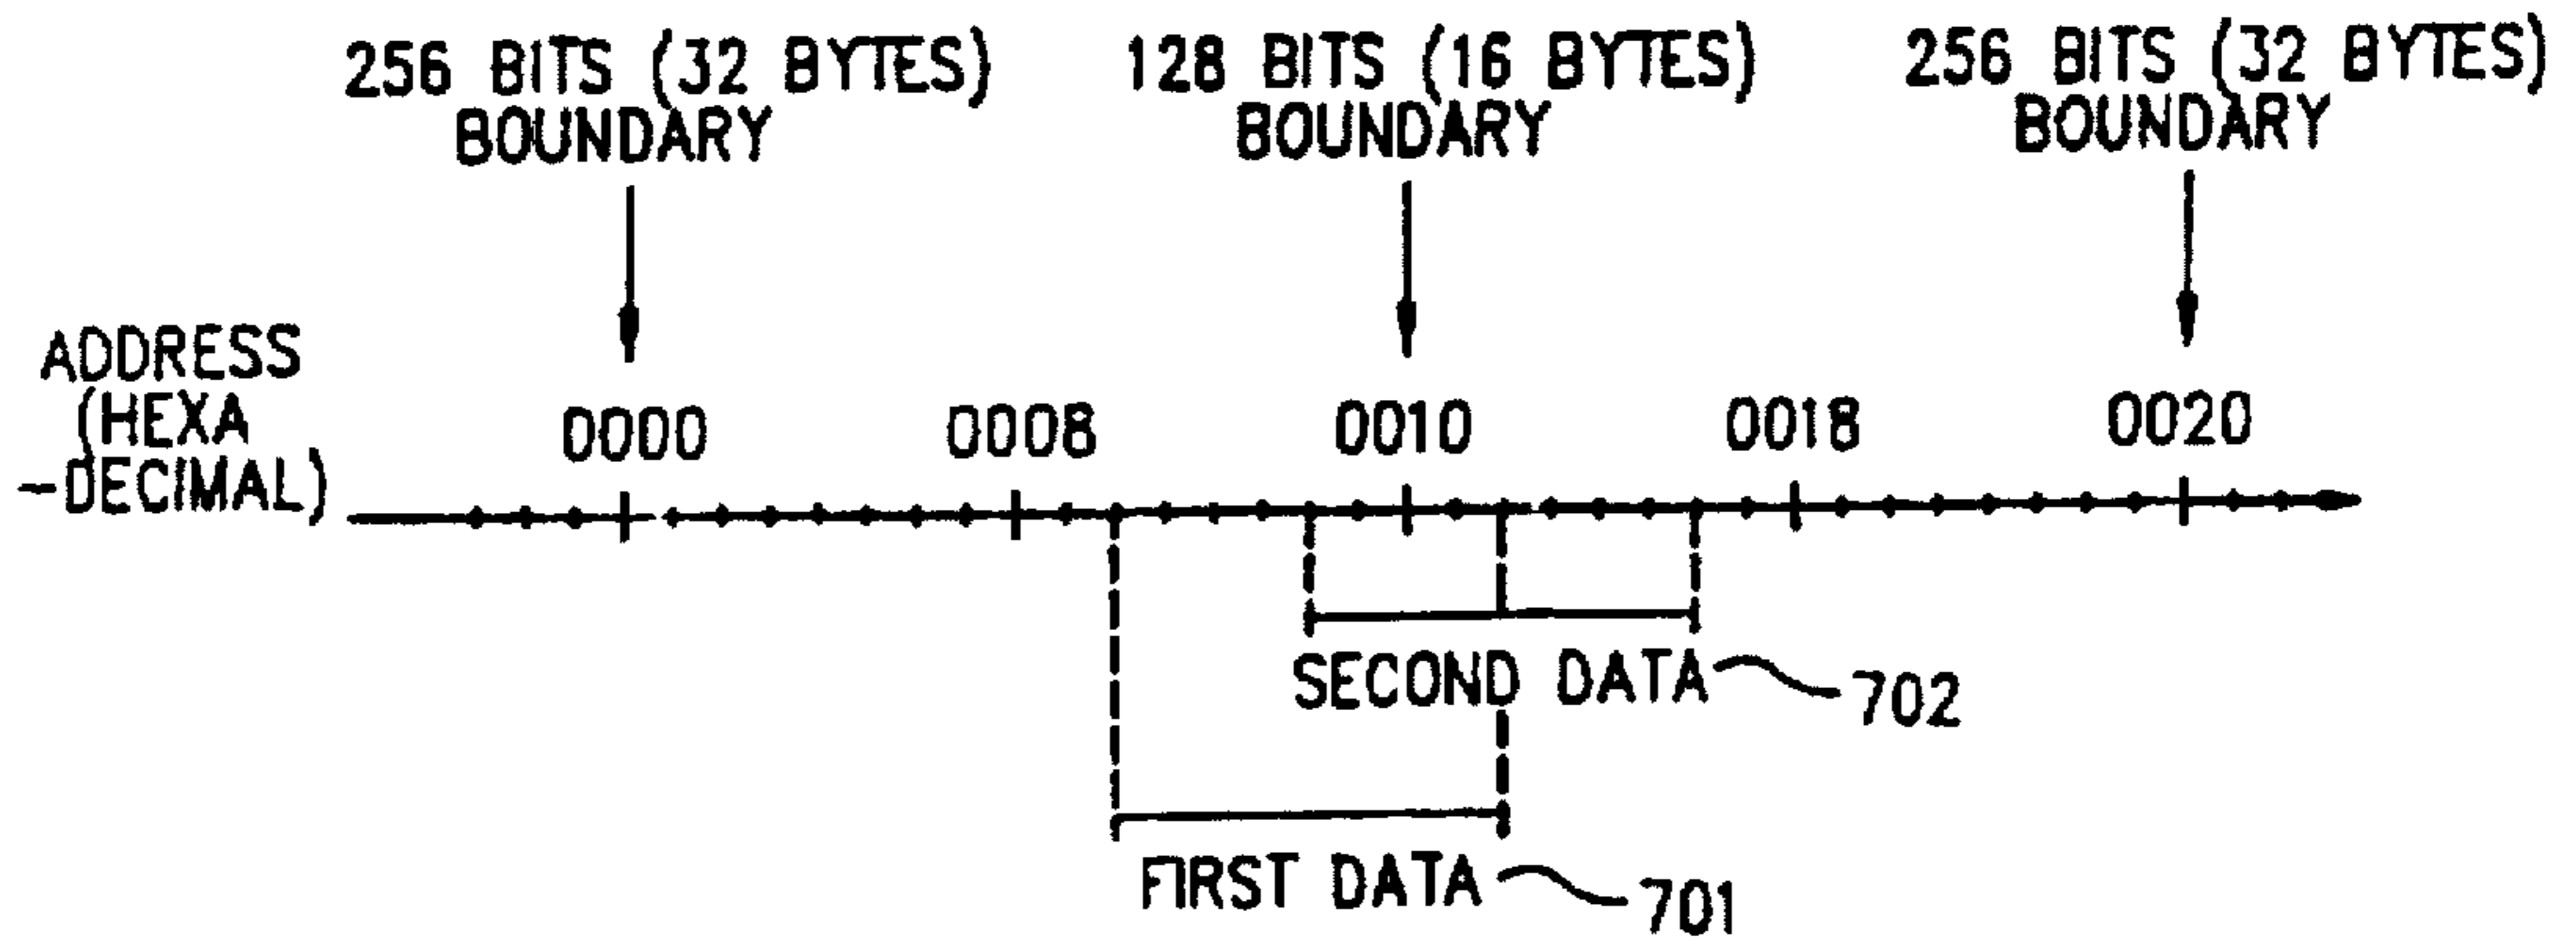 256 BITS (32 BYTES)
BOUNDARY
128 BITS (16 BYTES)
BOUNDARY
256 BITS (32 BYTES)
BOUNDARY
ADDRESS
(HEXA
-DECIMAL)
0000
0008
0010
0018
0020
SECOND DATA
702
FIRST DATA
701